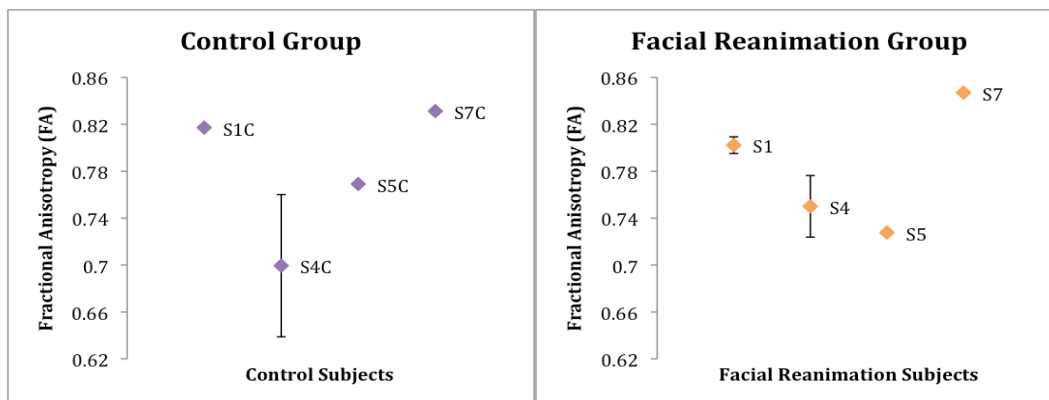 Control Group
Fractional Anisotropy (FA)
0.86
0.82
0.78
0.74
0.7
0.66
0.62
S1C
S4C
S5C
S7C
Control Subjects
Facial Reanimation Group
Fractional Anisotropy (FA)
0.86
0.82
0.78
0.74
0.7
0.66
0.62
S1
S4
S5
S7
Facial Reanimation Subjects